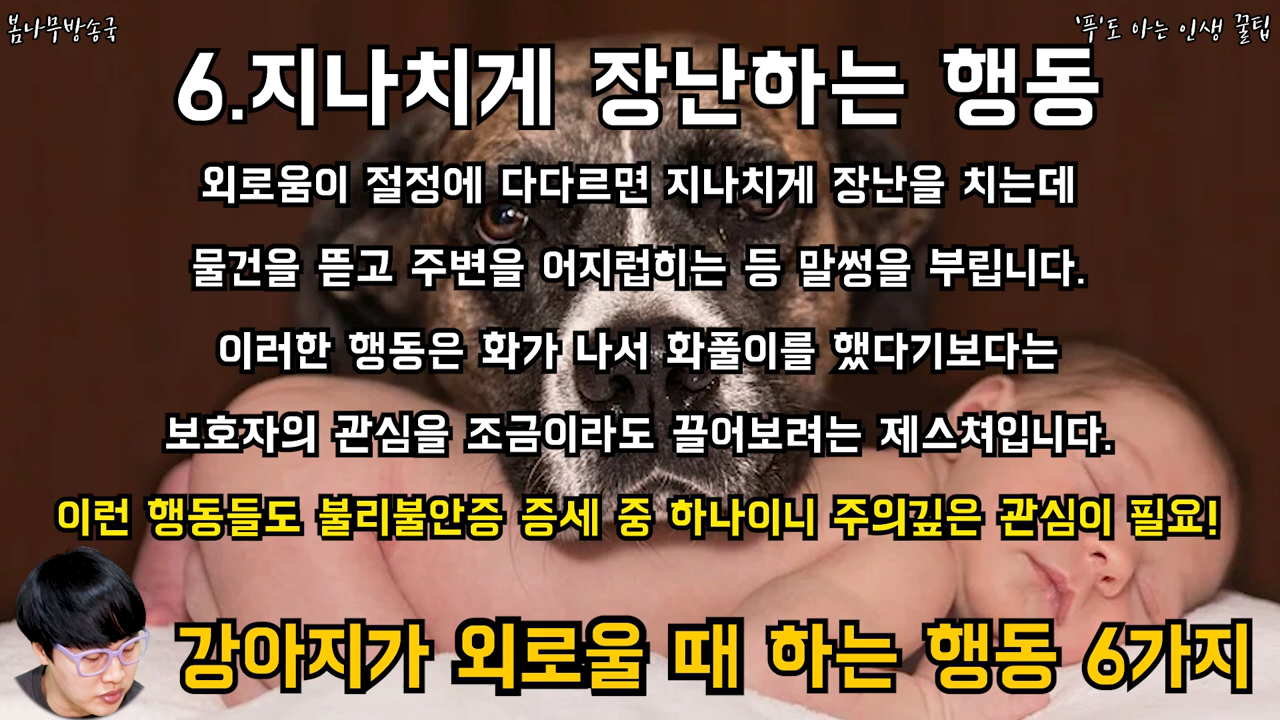 봄나무방송국
'푸'도 아는 인생 꿀팁
6.지나치게 장난하는 행동
외로움이 절정에 다다르면 지나치게 장난을 치는데
물건을 뜯고 주변을 어지럽히는 등 말썽을 부립니다.
이러한 행동은 화가 나서 화풀이를 했다기보다는
보호자의 관심을 조금이라도 끌어보려는 제스쳐입니다.
이런 행동들도 불리불안증 증세 중 하나이니 주의깊은 관심이 필요!
강아지가 외로울 때 하는 행동 6가지